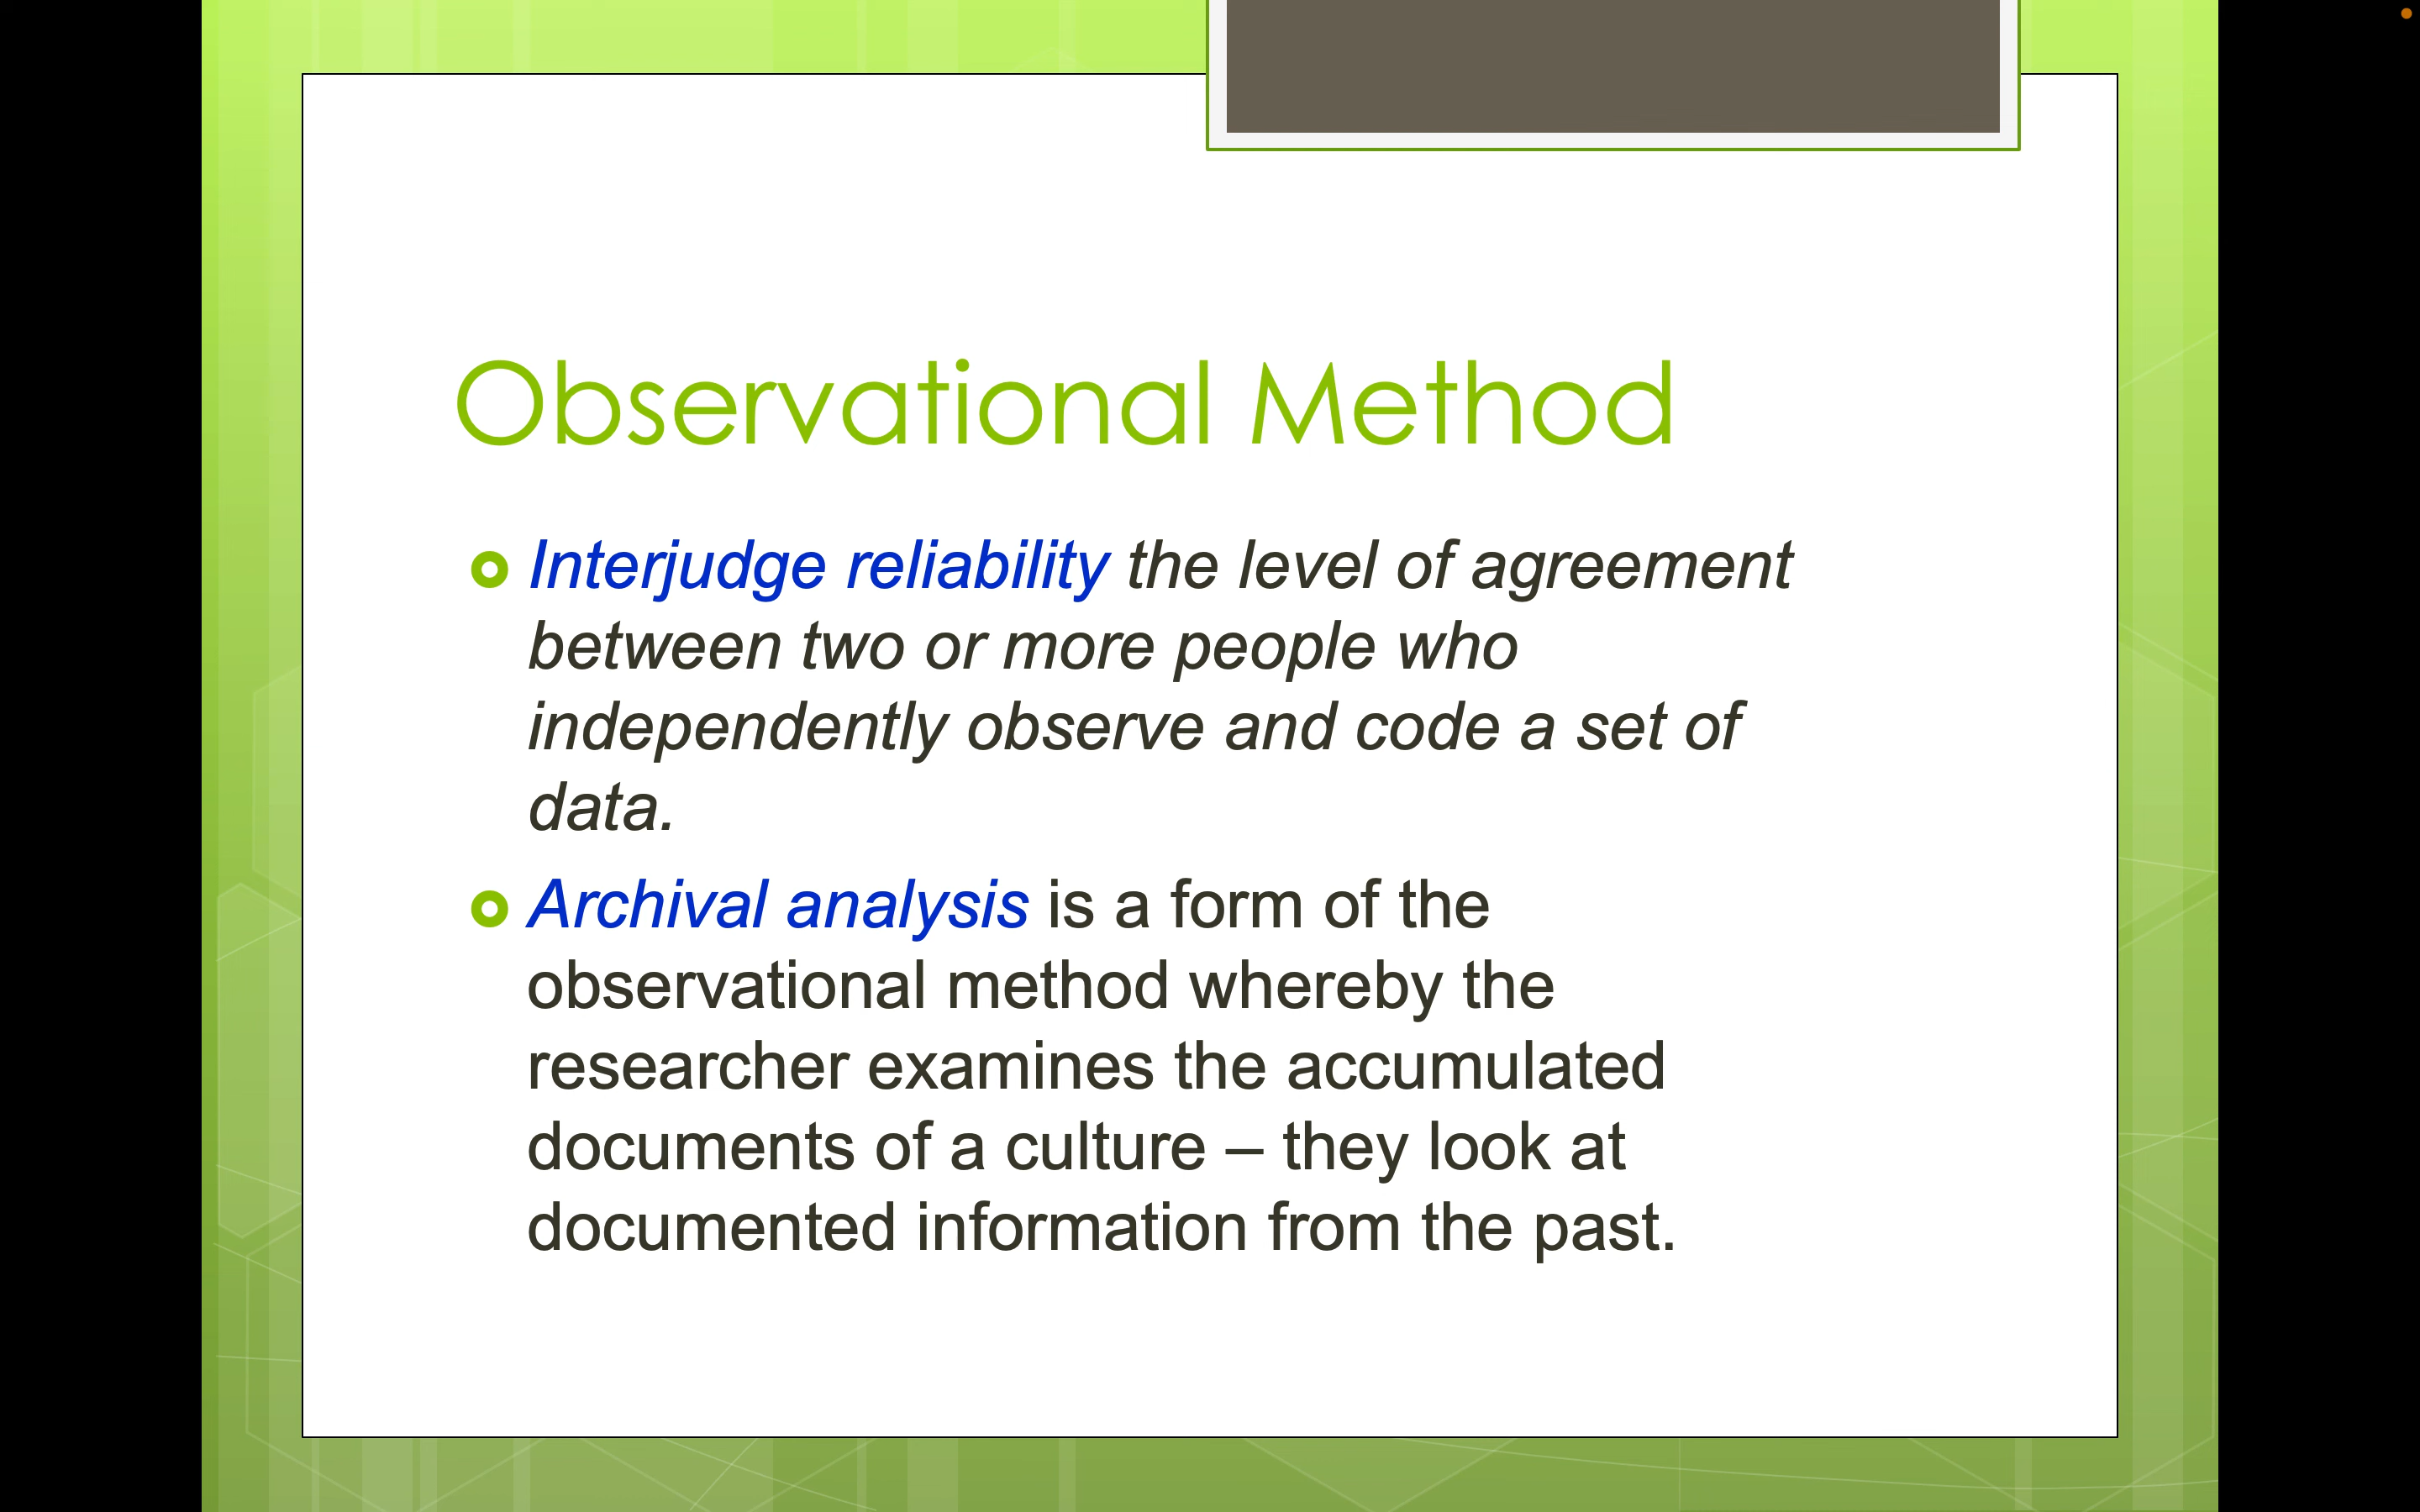 Observational Method
Interjudge reliability the level of agreement
between two or more people who
independently observe and code a set of
data.
Archival analysis is a form of the
observational method whereby the
researcher examines the accumulated
documents of a culture – they look at
documented information from the past.